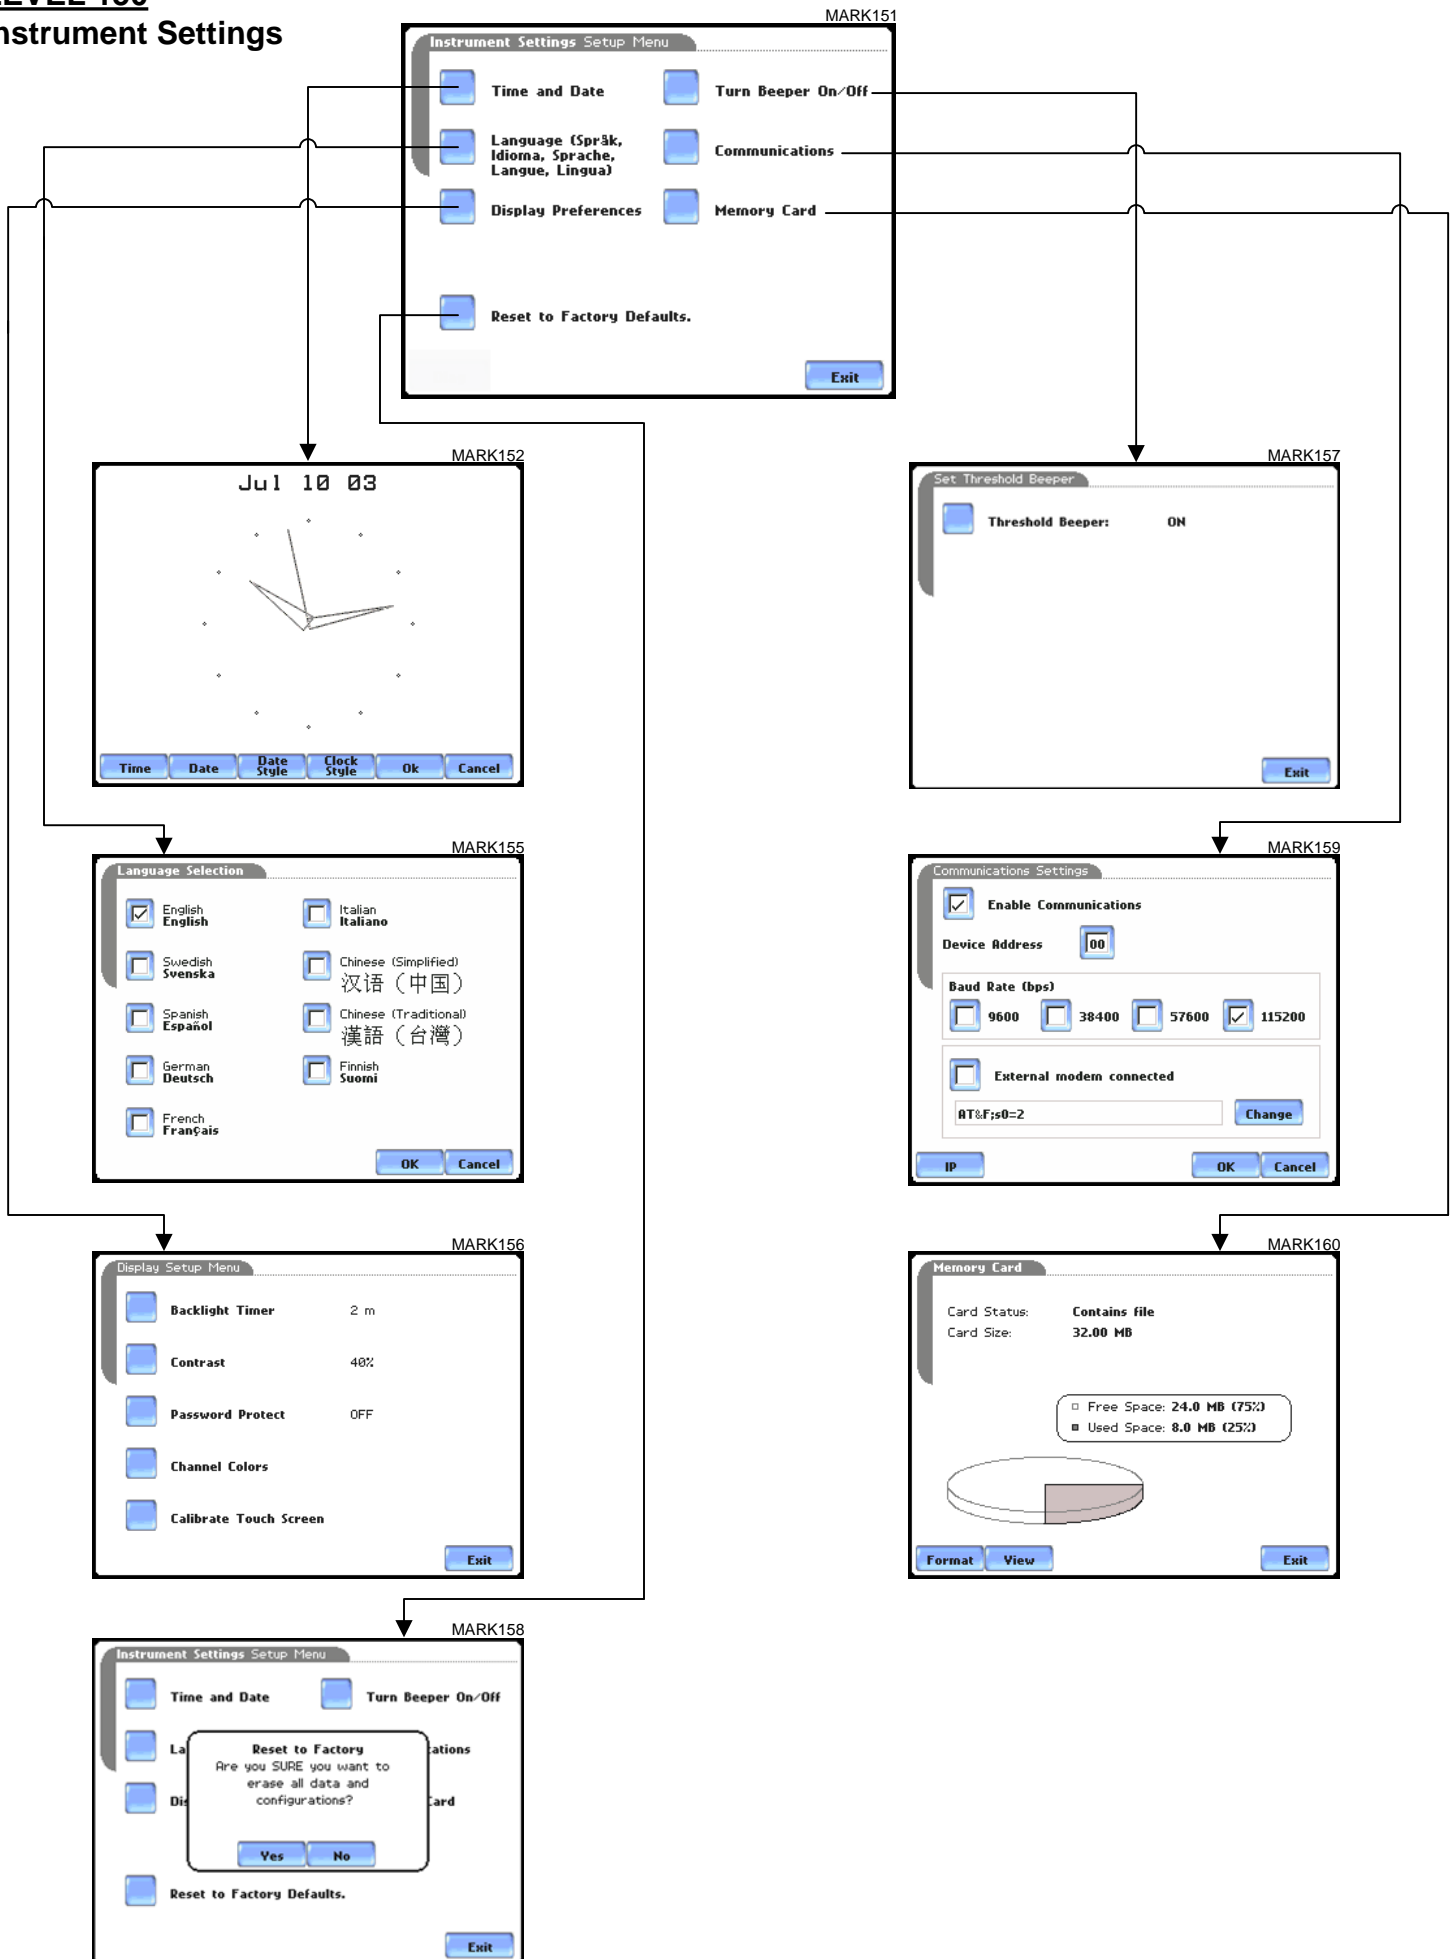 LEVEL 150
nstrument Settings
MARK151
Instrument Settings Setup Menu
Time and Date
Turn Beeper On/Off
Language (Språk,
Idioma, Sprache,
Langue, Lingua)
Communications
Display Preferences
Memory Card
Reset to Factory Defaults.
Exit
MARK152
Jul 10 03
Time
Date
Date
Style
Clock
Style
Ok
Cancel
MARK157
Set Threshold Beeper
Threshold Beeper: ON
Exit
MARK155
Language Selection
English
English
Italian
Italiano
Swedish
Svenska
Chinese (Simplified)
汉语（中国）
Spanish
Español
Chinese (Traditional)
漢語（台灣）
German
Deutsch
Finnish
Suomi
French
Français
OK
Cancel
MARK159
Communications Settings
Enable Communications
Device Address 00
Baud Rate (bps)
9600 38400 57600 115200
External modem connected
AT&F;s0=2
Change
IP
OK
Cancel
MARK156
Display Setup Menu
Backlight Timer 2 m
Contrast 40%
Password Protect OFF
Channel Colors
Calibrate Touch Screen
Exit
MARK160
Memory Card
Card Status: Contains file
Card Size: 32.00 MB
Free Space: 24.0 MB (75%)
Used Space: 8.0 MB (25%)
Format
View
Exit
MARK158
Instrument Settings Setup Menu
Time and Date
Turn Beeper On/Off
La
cations
Dis
Card
Reset to Factory
Are you SURE you want to
erase all data and
configurations?
Yes
No
Reset to Factory Defaults.
Exit